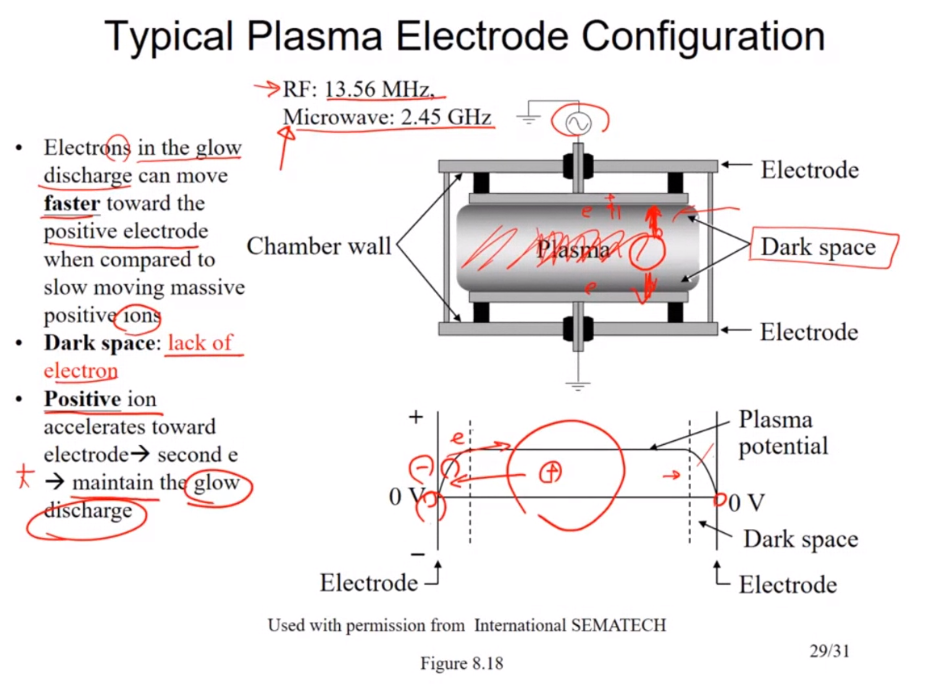 Typical Plasma Electrode Configuration
→RF: 13.56 MHz,
Microwave: 2.45 GHz
• Electrons in the glow
discharge can move
faster toward the
positive electrode
when compared to
slow moving massive
positive ions
• Dark space: lack of
electron
• Positive ion
accelerates toward
electrode→ second e
→ maintain the glow
discharge
Electrode
Chamber wall
e
Plasma
Dark space
e
Electrode
+
e
Plasma
potential
(−)
(+)
0 V
0 V
Dark space
−
Electrode
Electrode
Used with permission from International SEMATECH
Figure 8.18
29/31